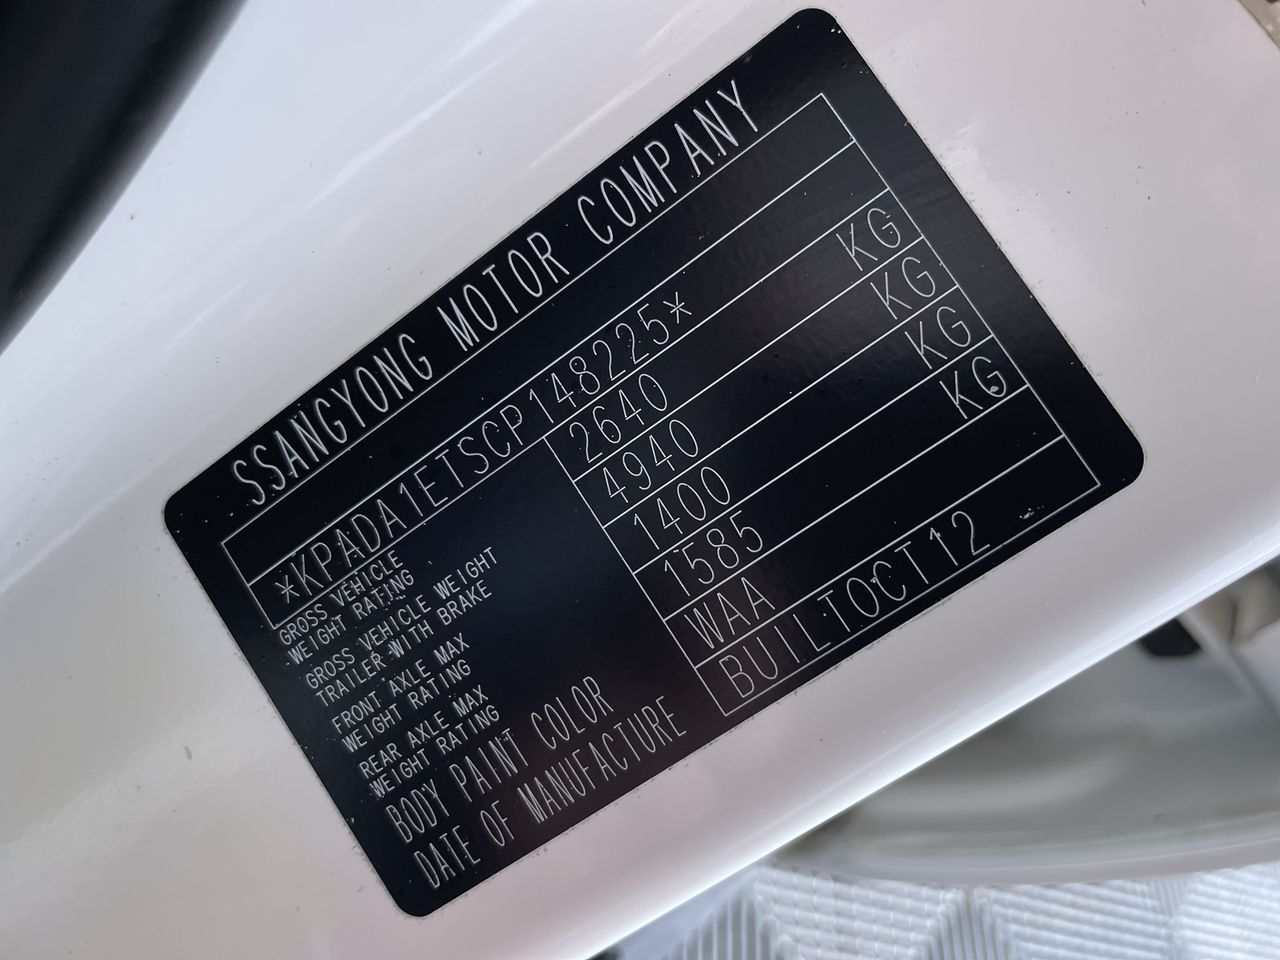 SSANGYONG MOTOR COMPANY
*KPADA1ETSCP148225*
GROSS VEHICLE
WEIGHT RATING
2640 KG
GROSS VEHICLE WEIGHT
TRAILER WITH BRAKE
4940 KG
FRONT AXLE MAX
WEIGHT RATING
1400 KG
REAR AXLE MAX
WEIGHT RATING
1585 KG
BODY PAINT COLOR WAA
DATE OF MANUFACTURE BUILTOCT12